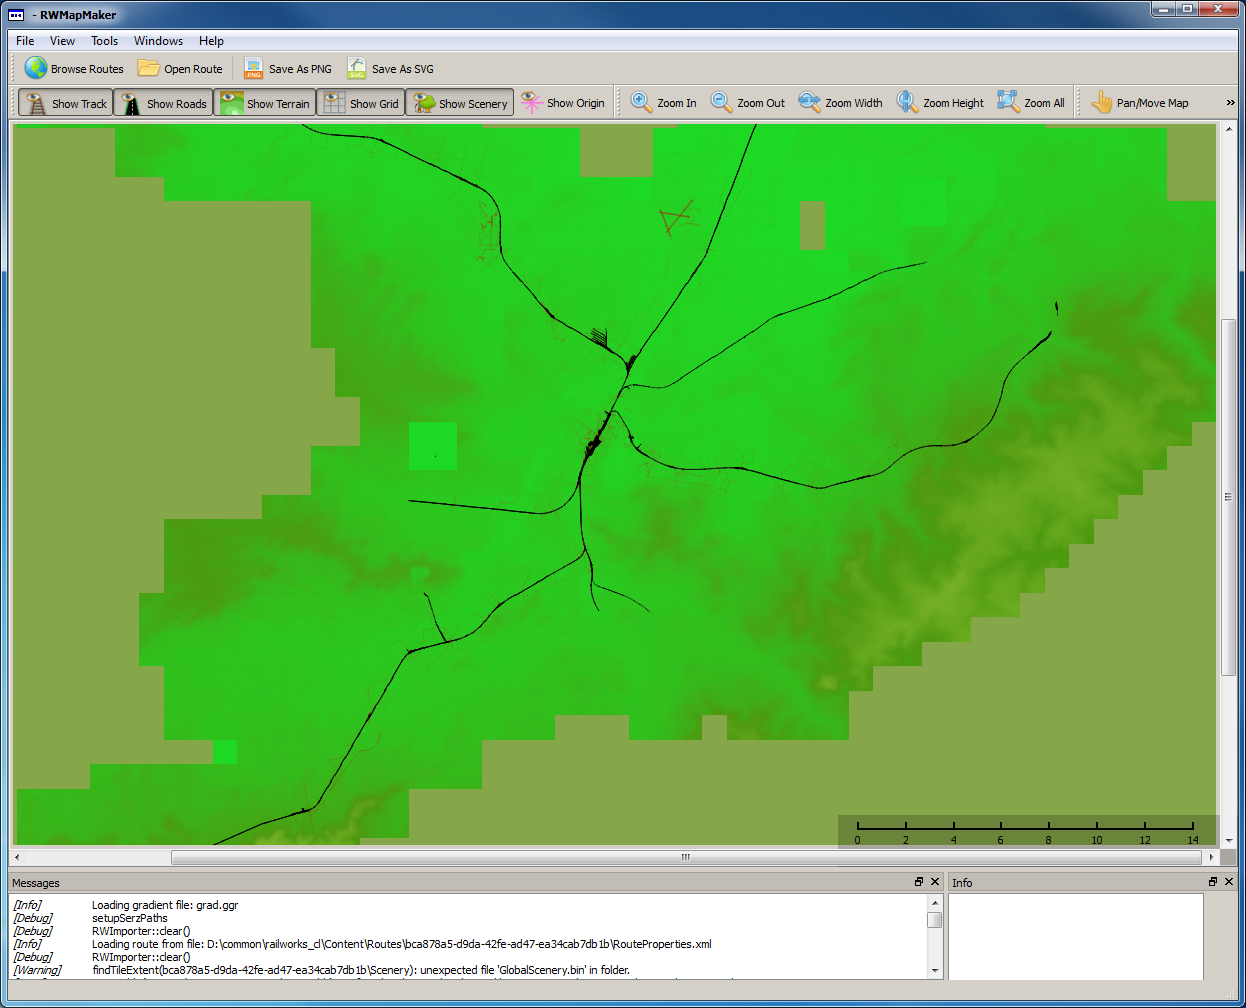 - RWMapMaker
File View Tools Windows Help
Browse Routes Open Route PNG Save As PNG SVG Save As SVG
Show Track Show Roads Show Terrain Show Grid Show Scenery Show Origin Zoom In Zoom Out Zoom Width Zoom Height Zoom All Pan/Move Map »
0 2 4 6 8 10 12 14
Messages
Info
[Info] Loading gradient file: grad.ggr
[Debug] setupSerzPaths
[Debug] RWImporter::clear()
[Info] Loading route from file: D:\common\railworks_cl\Content\Routes\bca878a5-d9da-42fe-ad47-ea34cab7db1b\RouteProperties.xml
[Debug] RWImporter::clear()
[Warning] findTileExtent(bca878a5-d9da-42fe-ad47-ea34cab7db1b\Scenery): unexpected file 'GlobalScenery.bin' in folder.